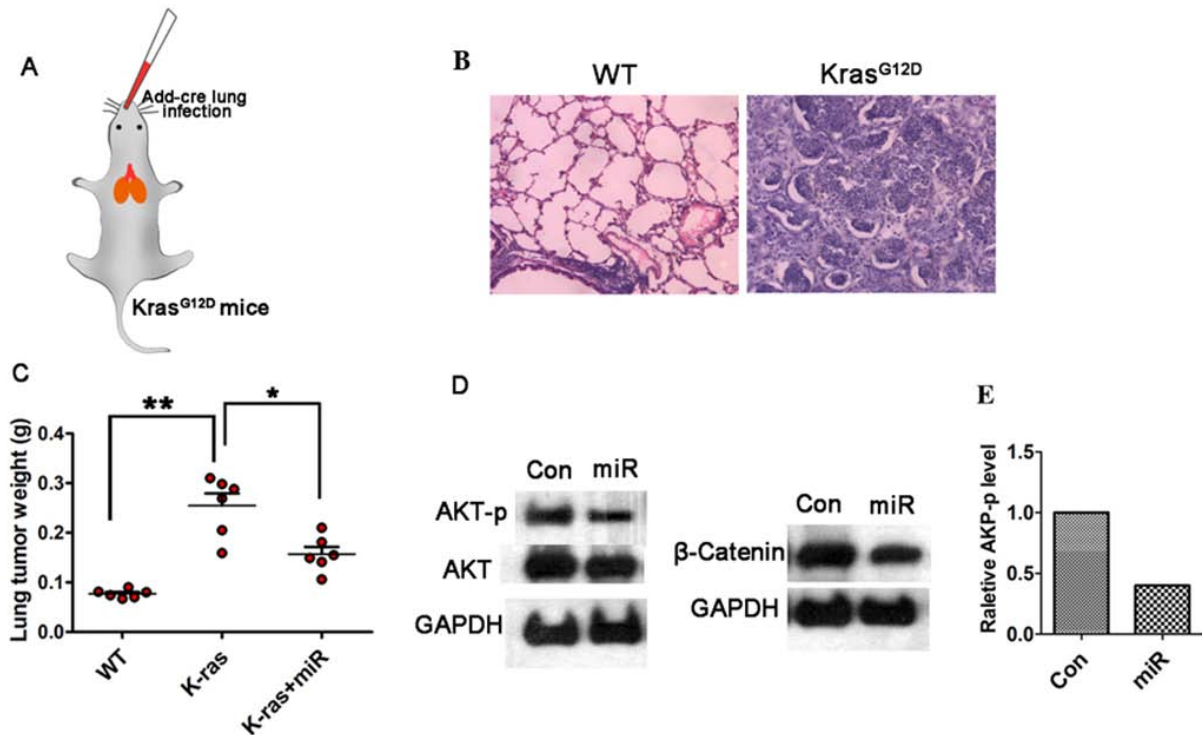 A
Add-cre lung
infection
Kras^G12D mice
B
WT
Kras^G12D
C
Lung tumor weight (g)
0.4
0.3
0.2
0.1
0.0
**
*
WT
K-ras
K-ras+miR
D
Con miR
AKT-p
AKT
GAPDH
Con miR
β-Catenin
GAPDH
E
Raletive AKP-p level
1.5
1.0
0.5
0.0
Con
miR